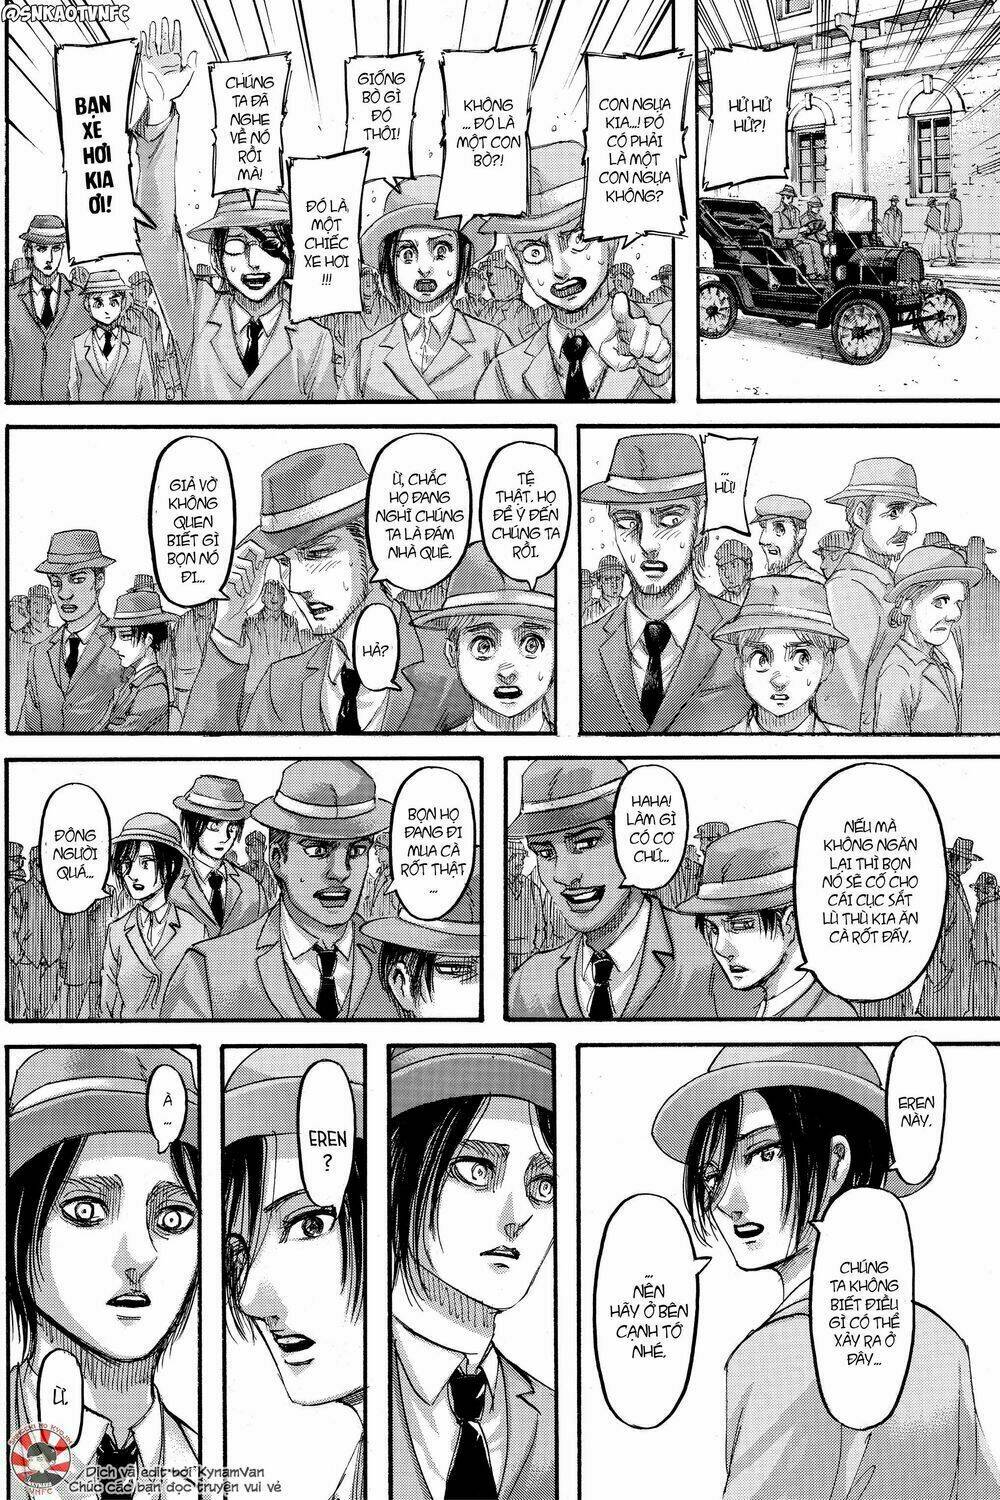 @SNKAOTVNFC
HỬ HỬ
HỬ?!
CON NGỰA
KIA...! ĐÓ
CÓ PHẢI
LÀ MỘT
CON NGỰA
KHÔNG?
KHÔNG
... ĐÓ LÀ
MỘT CON
BÒ?!
GIỐNG
BÒ GÌ
ĐÓ
THÔI!
ĐÓ LÀ,
MỘT
CHIẾC
XE HƠI
!!!
CHÚNG
TA ĐÃ
NGHE
VỀ NÓ
RỒI
MÀ!
BẠN
XE HƠI
KIA
ƠI!
...
HỬ!
TỆ
THẬT. HỌ
ĐỂ Ý ĐẾN
CHÚNG TA
RỒI.
Ừ, CHẮC
HỌ ĐANG
NGHĨ CHÚNG
TA LÀ ĐÁM
NHÀ QUÊ.
HẢ?
GIẢ VỜ
KHÔNG
QUEN
BIẾT GÌ
BỌN NÓ
ĐI...
NẾU MÀ
KHÔNG NGĂN
LẠI THÌ BỌN
NÓ SẼ CỐ CHO
CÁI CỤC SẮT
LÙ THÙ KIA ĂN
CÀ RỐT ĐẤY.
HAHA!
LÀM GÌ
CÓ CƠ
CHỨ...
BỌN HỌ
ĐANG ĐI
MUA CÀ
RỐT THẬT
...
ĐÔNG
NGƯỜI
QUÁ...
EREN
NÀY.
CHÚNG
TA KHÔNG
BIẾT ĐIỀU
GÌ CÓ THỂ
XẢY RA Ở
ĐÂY...
...
NÊN
HÃY Ở BÊN
CẠNH TỚ
NHÉ.
EREN
?
À
...
Ừ.
VNFC
Dịch và edit bởi KynamVan
Chúc các bạn đọc truyện vui vẻ